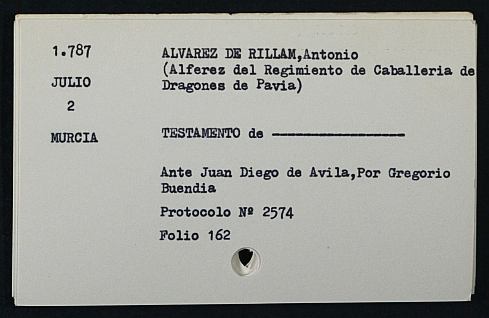 1.787
JULIO
2
MURCIA
ALVAREZ DE RILLAM,Antonio
(Alferez del Regimiento de Caballeria de
Dragones de Pavia)
TESTAMENTO de -----------------
Ante Juan Diego de Avila,Por Gregorio
Buendia
Protocolo Nº 2574
Folio 162